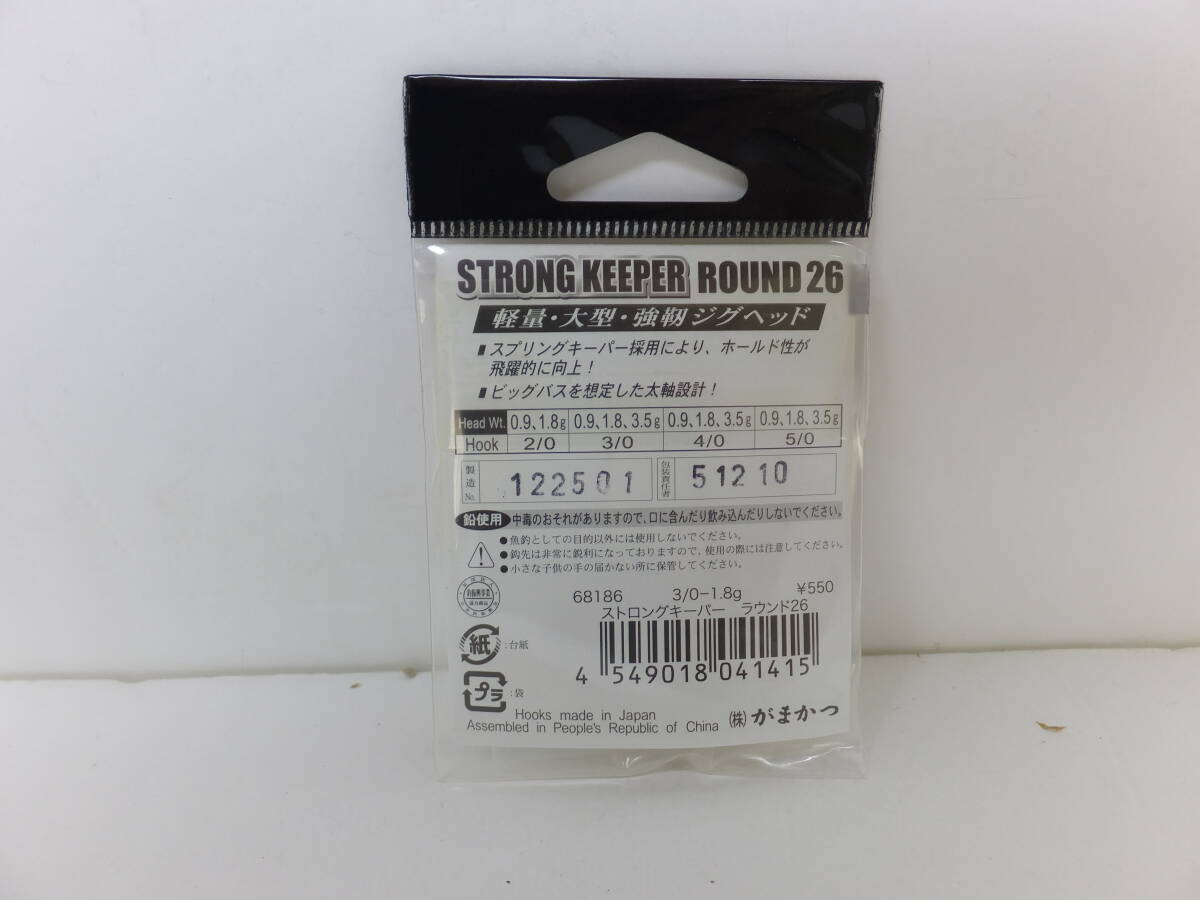 STRONG KEEPER ROUND 26
軽量・大型・強靭ジグヘッド
■スプリングキーパー採用により、ホールド性が
飛躍的に向上！
■ビッグバスを想定した太軸設計！
Head Wt. 0.9、1.8g 0.9、1.8、3.5g 0.9、1.8、3.5g 0.9、1.8、3.5g
Hook 2/0 3/0 4/0 5/0
製造No. 122501 包装責任者 51210
鉛使用 中毒のおそれがありますので、口に含んだり飲み込んだりしないでください。
●魚釣としての目的以外には使用しないでください。
●鈎先は非常に鋭利になっておりますので、使用の際には注意してください。
●小さな子供の手の届かない所に保管してください。
68186 3/0-1.8g ¥550
ストロングキーパー ラウンド26
紙:台紙
4 549018 041415
プラ:袋
Hooks made in Japan
Assembled in People's Republic of China
(株)がまかつ